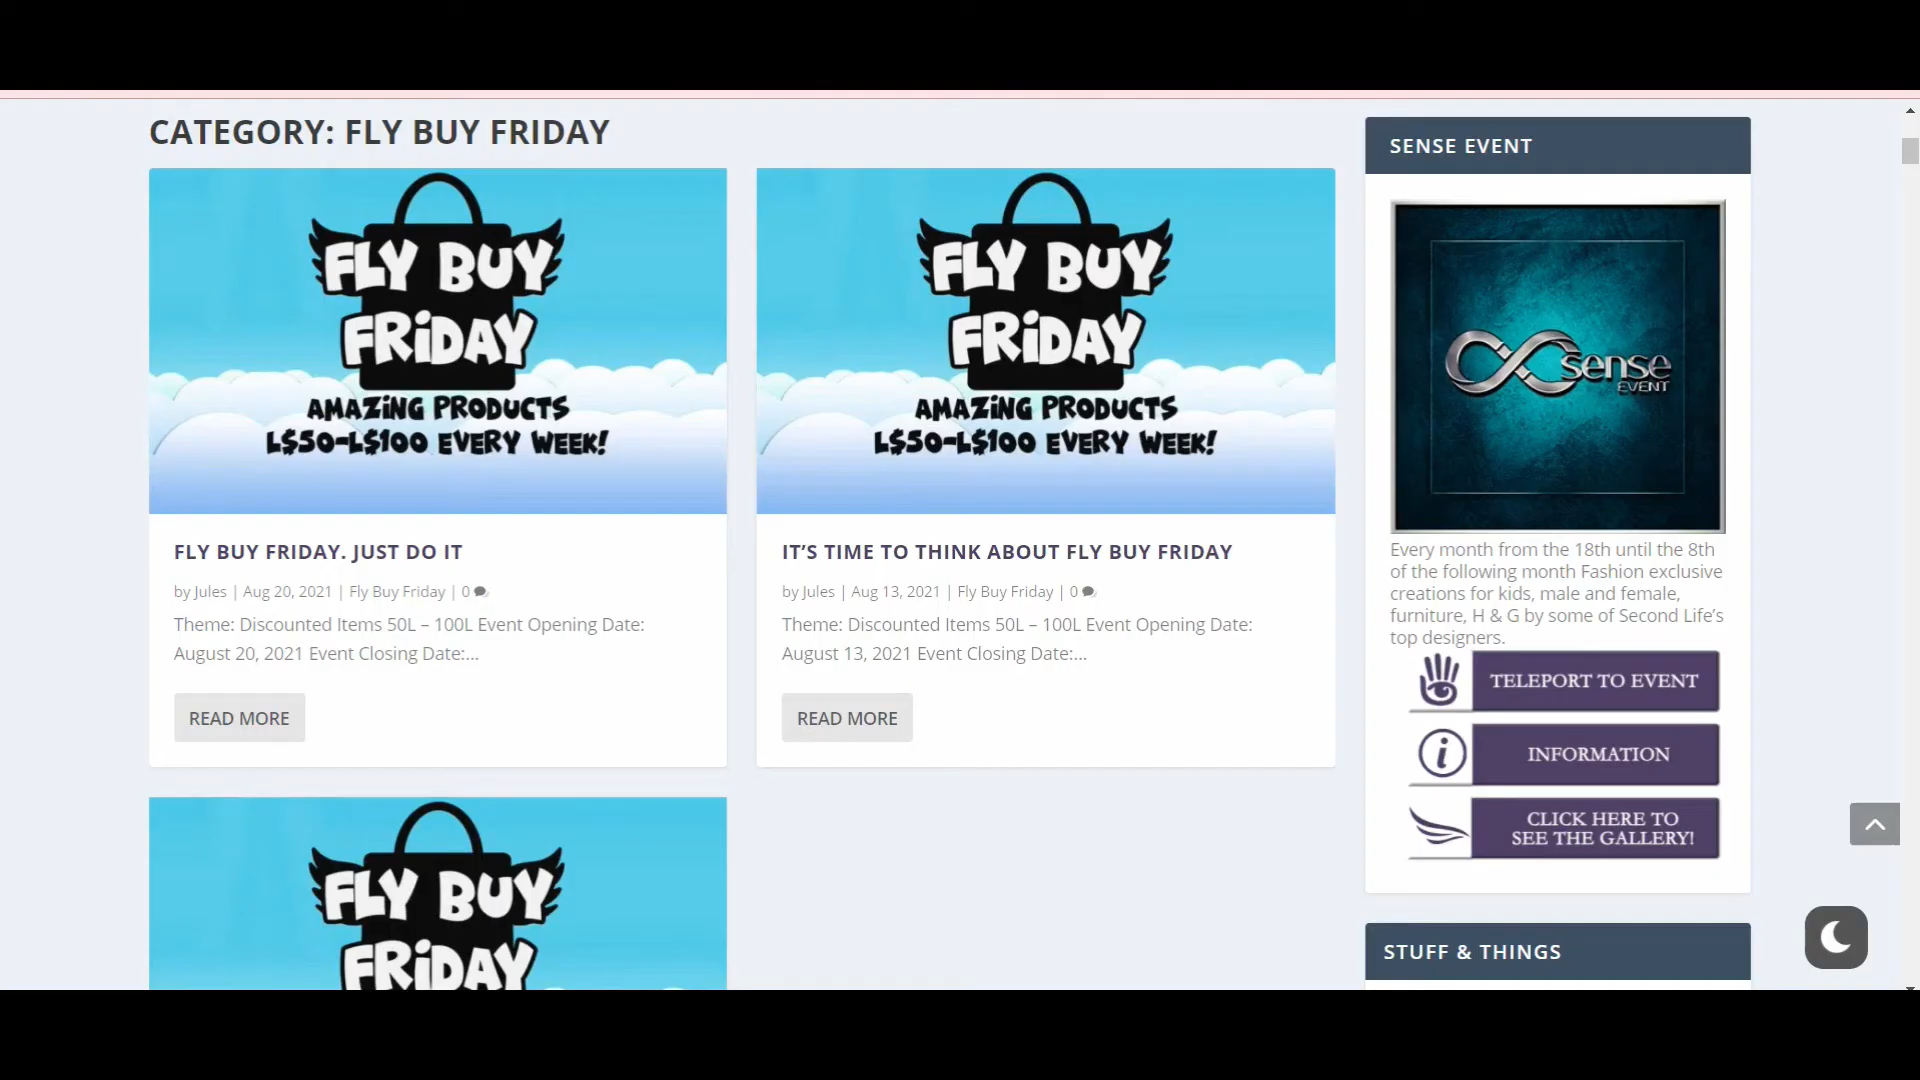 CATEGORY: FLY BUY FRIDAY
FLY BUY
FRiDAY
AMAZiNG PRODUCTS
L$50-L$100 EVERY WEEK!
FLY BUY FRIDAY. JUST DO IT
by Jules | Aug 20, 2021 | Fly Buy Friday | 0
Theme: Discounted Items 50L – 100L Event Opening Date:
August 20, 2021 Event Closing Date:...
READ MORE
FLY BUY
FRiDAY
AMAZiNG PRODUCTS
L$50-L$100 EVERY WEEK!
IT’S TIME TO THINK ABOUT FLY BUY FRIDAY
by Jules | Aug 13, 2021 | Fly Buy Friday | 0
Theme: Discounted Items 50L – 100L Event Opening Date:
August 13, 2021 Event Closing Date:...
READ MORE
FLY BUY
FRiDAY
SENSE EVENT
sense
EVENT
Every month from the 18th until the 8th
of the following month Fashion exclusive
creations for kids, male and female,
furniture, H & G by some of Second Life’s
top designers.
TELEPORT TO EVENT
i INFORMATION
CLICK HERE TO
SEE THE GALLERY!
STUFF & THINGS